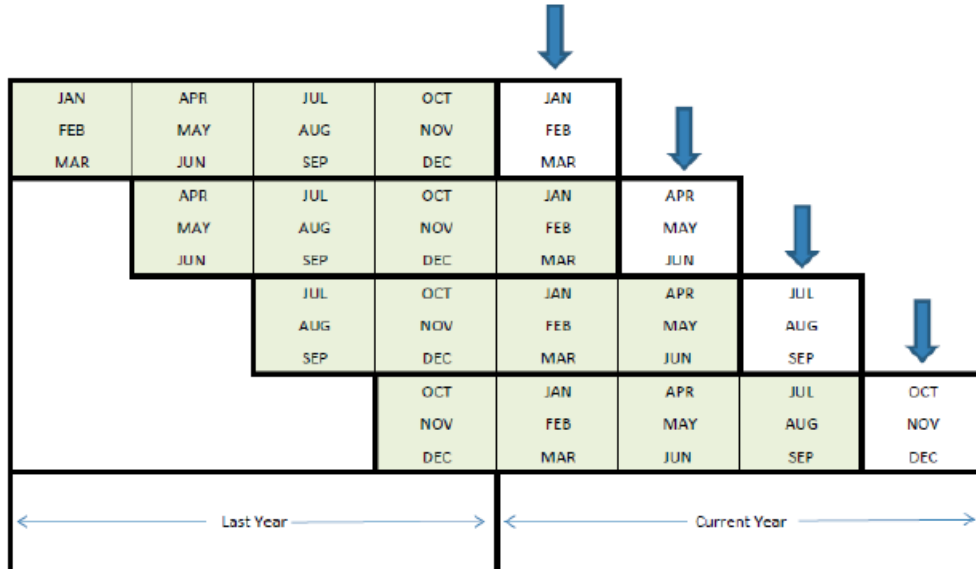 JAN APR JUL OCT JAN
FEB MAY AUG NOV FEB
MAR JUN SEP DEC MAR
APR JUL OCT JAN APR
MAY AUG NOV FEB MAY
JUN SEP DEC MAR JUN
JUL OCT JAN APR JUL
AUG NOV FEB MAY AUG
SEP DEC MAR JUN SEP
OCT JAN APR JUL OCT
NOV FEB MAY AUG NOV
DEC MAR JUN SEP DEC
Last Year Current Year